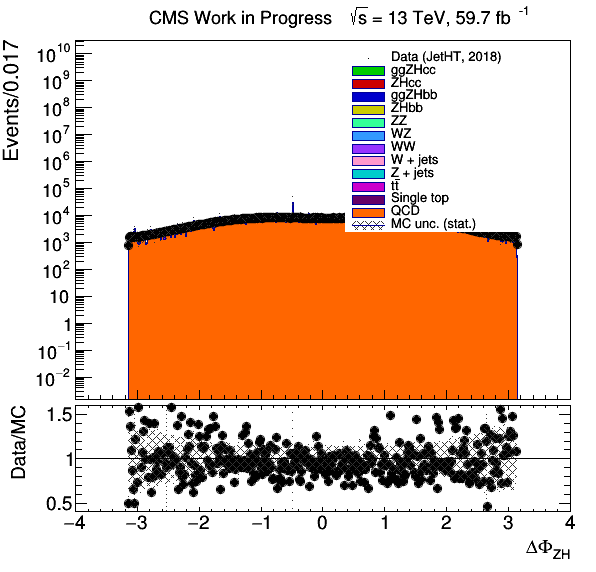 CMS Work in Progress √s = 13 TeV, 59.7 fb⁻¹
Events/0.017
10¹⁰
10⁹
10⁸
10⁷
10⁶
10⁵
10⁴
10³
10²
10
1
10⁻¹
10⁻²
Data (JetHT, 2018)
ggZHcc
ZHcc
ggZHbb
ZHbb
ZZ
WZ
WW
W + jets
Z + jets
tt̄
Single top
QCD
MC unc. (stat.)
Data/MC
1.5
1
0.5
−4 −3 −2 −1 0 1 2 3 4
ΔΦ_ZH